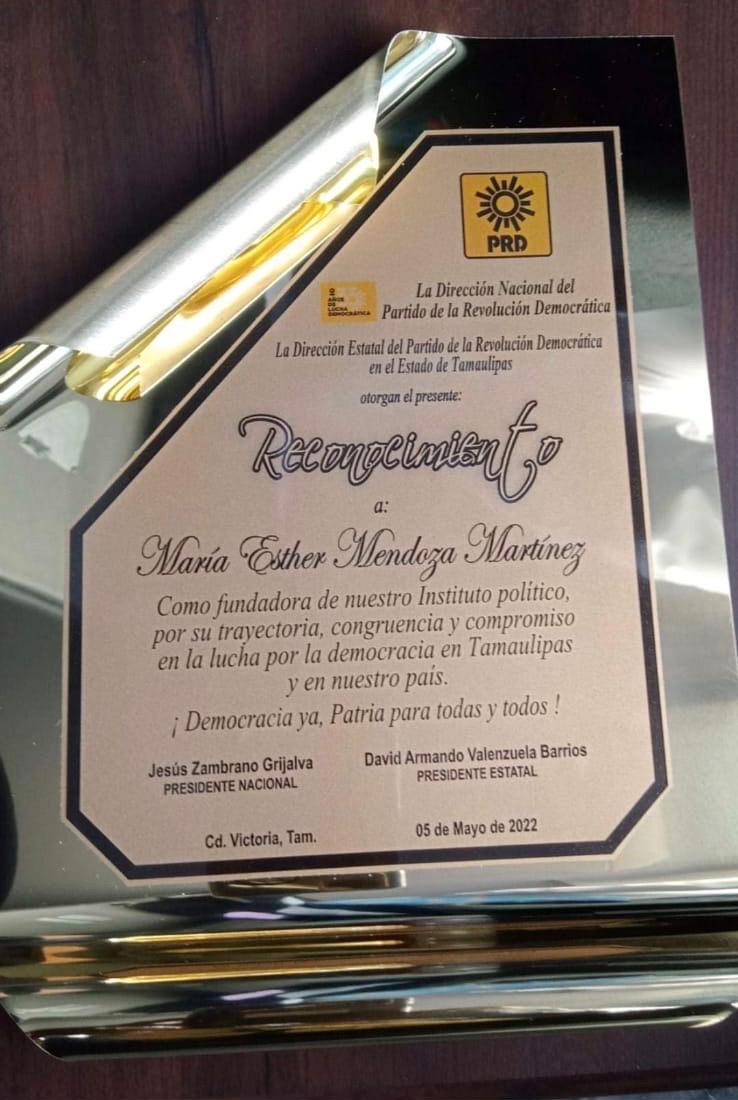 PRD
La Dirección Nacional del
Partido de la Revolución Democrática
AÑOS
DE
LUCHA
DEMOCRÁTICA
La Dirección Estatal del Partido de la Revolución Democrática
en el Estado de Tamaulipas
otorgan el presente:
Reconocimiento
a:
María Esther Mendoza Martínez
Como fundadora de nuestro Instituto político,
por su trayectoria, congruencia y compromiso
en la lucha por la democracia en Tamaulipas
y en nuestro país.
¡ Democracia ya, Patria para todas y todos !
Jesús Zambrano Grijalva
PRESIDENTE NACIONAL
David Armando Valenzuela Barrios
PRESIDENTE ESTATAL
Cd. Victoria, Tam.
05 de Mayo de 2022